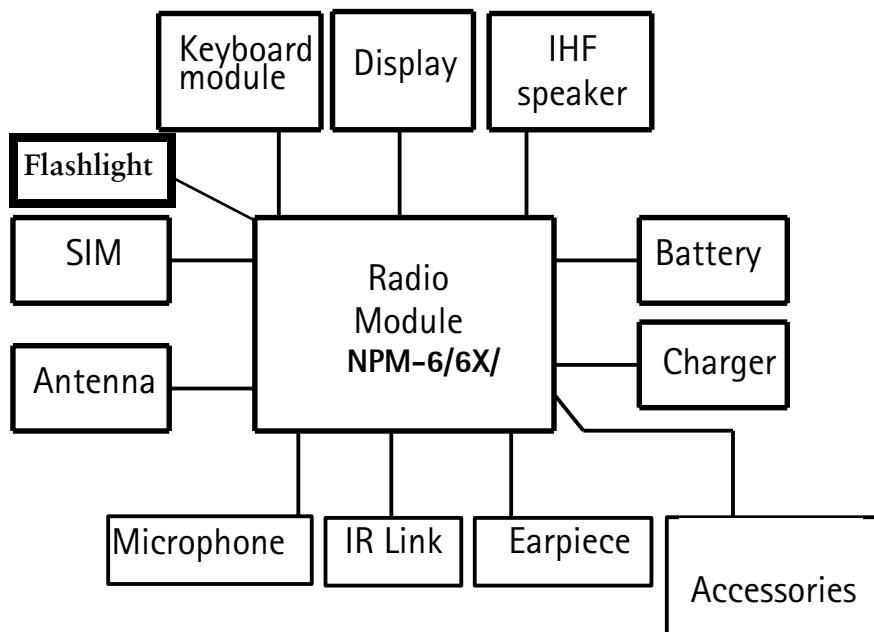 Keyboard
module
Display
IHF
speaker
Flashlight
SIM
Radio
Module
NPM-6/6X/
Battery
Antenna
Charger
Microphone
IR Link
Earpiece
Accessories